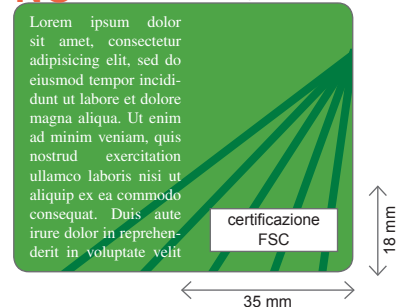 NO
Lorem ipsum dolor
sit amet, consectetur
adipisicing elit, sed do
eiusmod tempor incidi-
dunt ut labore et dolore
magna aliqua. Ut enim
ad minim veniam, quis
nostrud exercitation
ullamco laboris nisi ut
aliquip ex ea commodo
consequat. Duis aute
irure dolor in reprehen-
derit in voluptate velit
certificazione
FSC
18 mm
35 mm